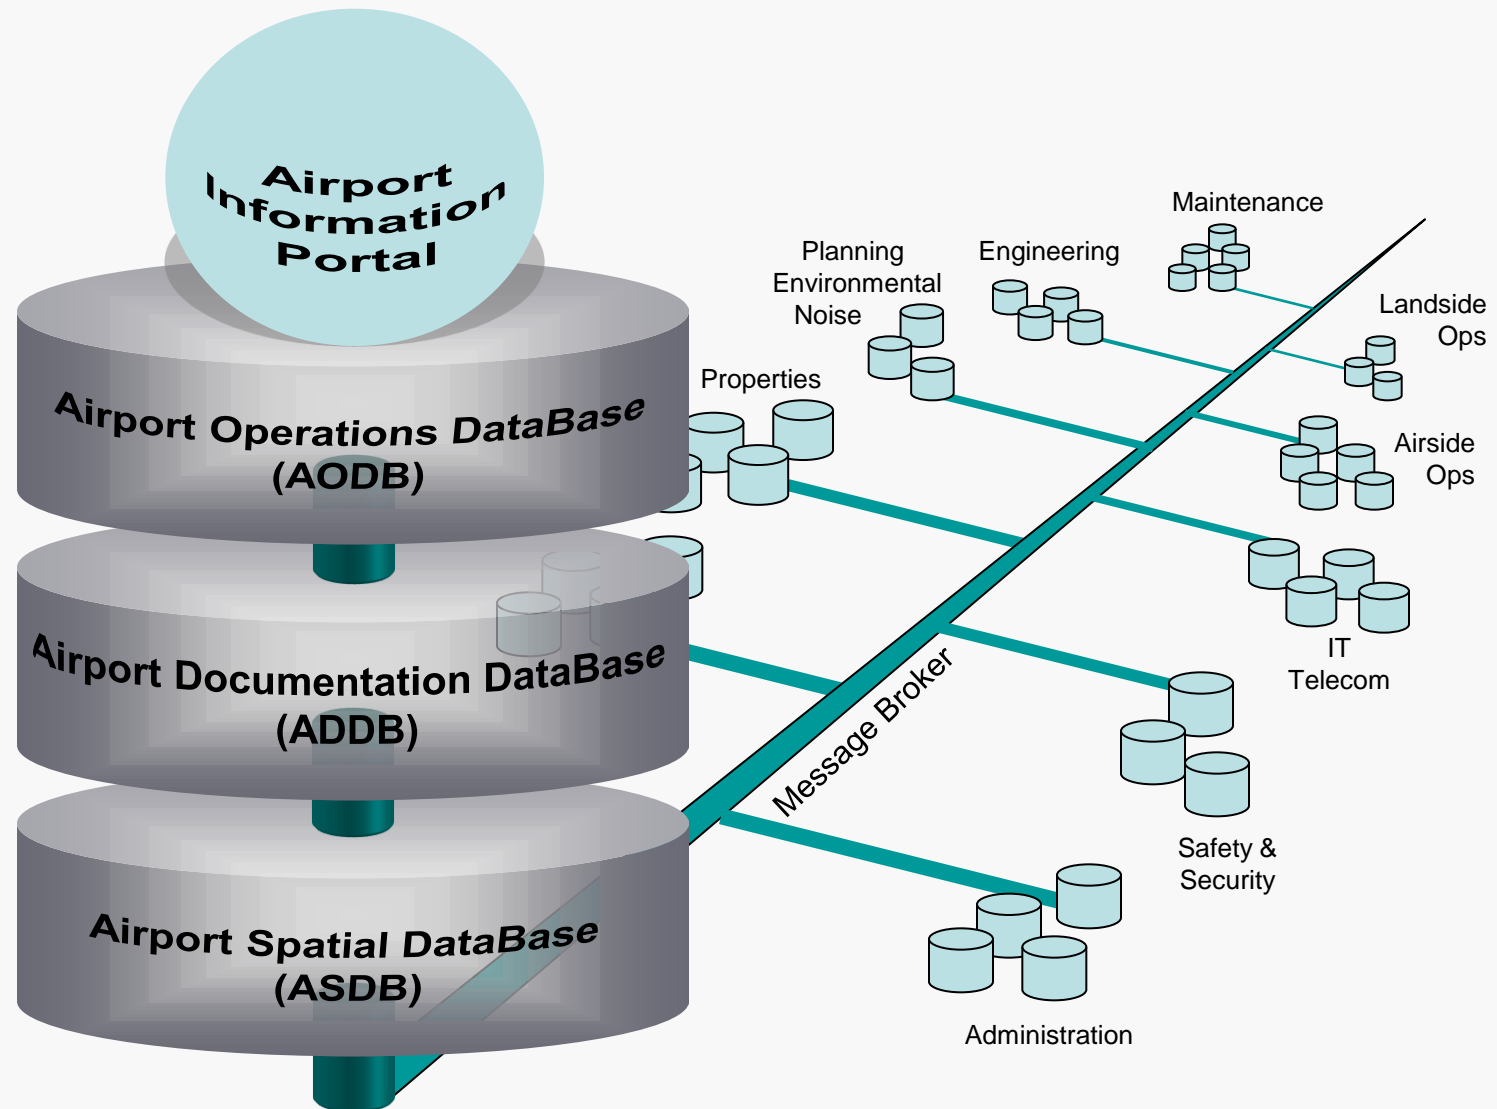 Airport
Information
Portal
Airport Operations DataBase
(AODB)
Airport Documentation DataBase
(ADDB)
Airport Spatial DataBase
(ASDB)
Properties
Planning
Environmental
Noise
Engineering
Maintenance
Landside
Ops
Airside
Ops
IT
Telecom
Safety &
Security
Administration
Message Broker